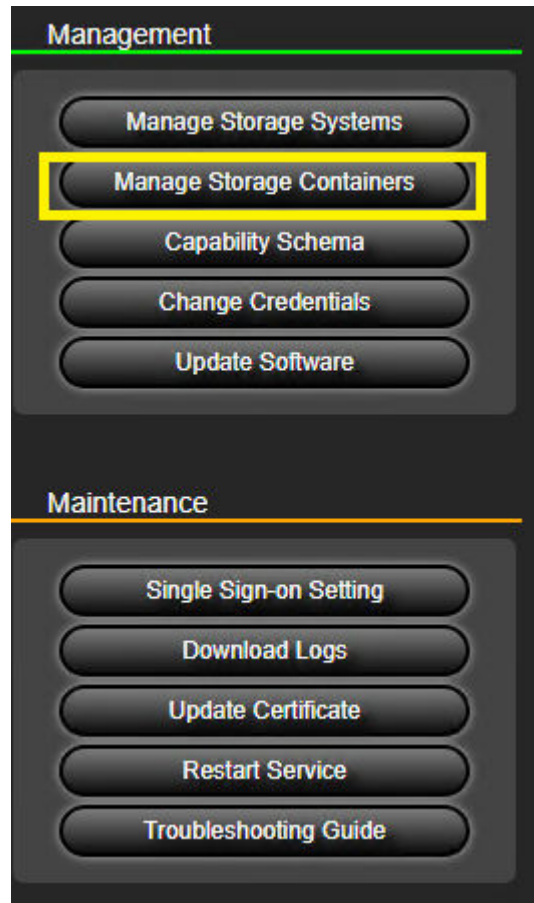 Management
Manage Storage Systems
Manage Storage Containers
Capability Schema
Change Credentials
Update Software
Maintenance
Single Sign-on Setting
Download Logs
Update Certificate
Restart Service
Troubleshooting Guide